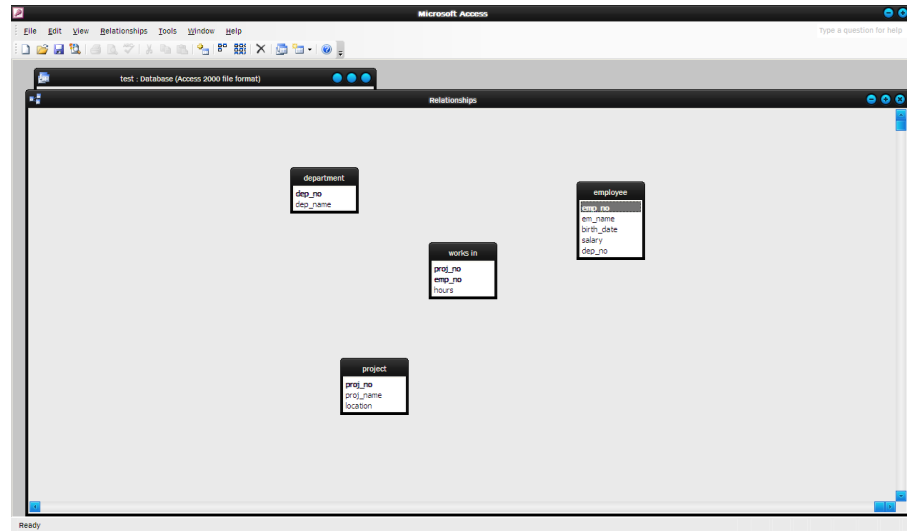 Microsoft Access
File Edit View Relationships Tools Window Help
Type a question for help
test : Database (Access 2000 file format)
Relationships
department
dep_no
dep_name
employee
emp_no
em_name
birth_date
salary
dep_no
works in
proj_no
emp_no
hours
project
proj_no
proj_name
location
Ready